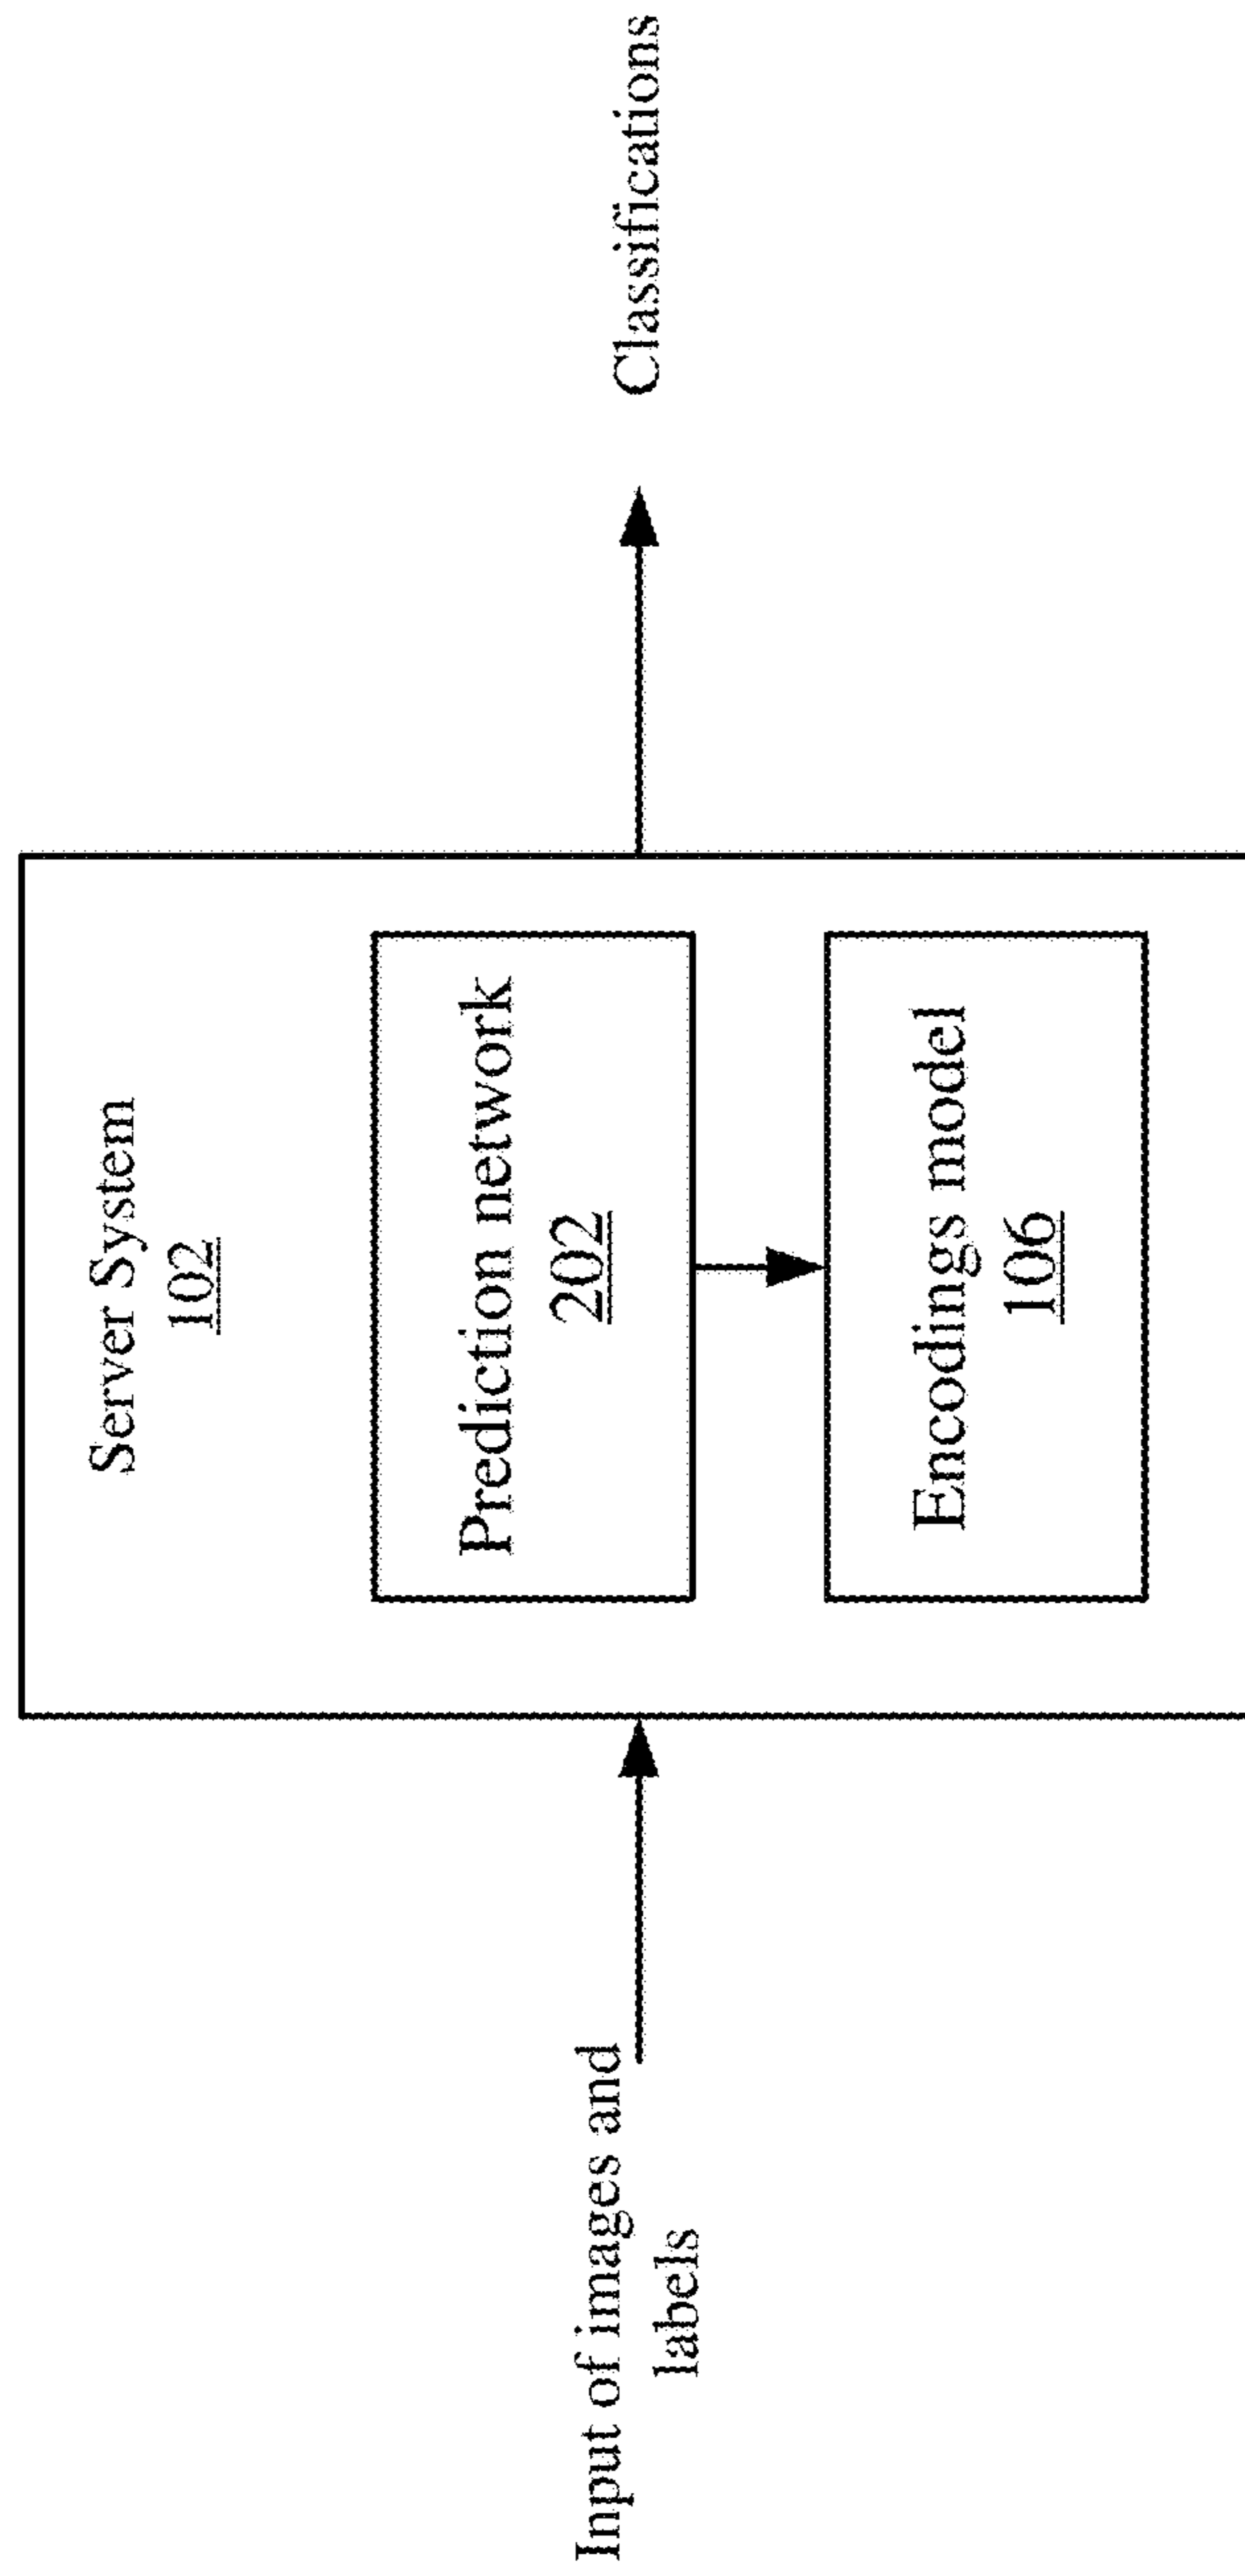 Server System
102
Input of images and
labels
Prediction network
202
Encodings model
106
Classifications